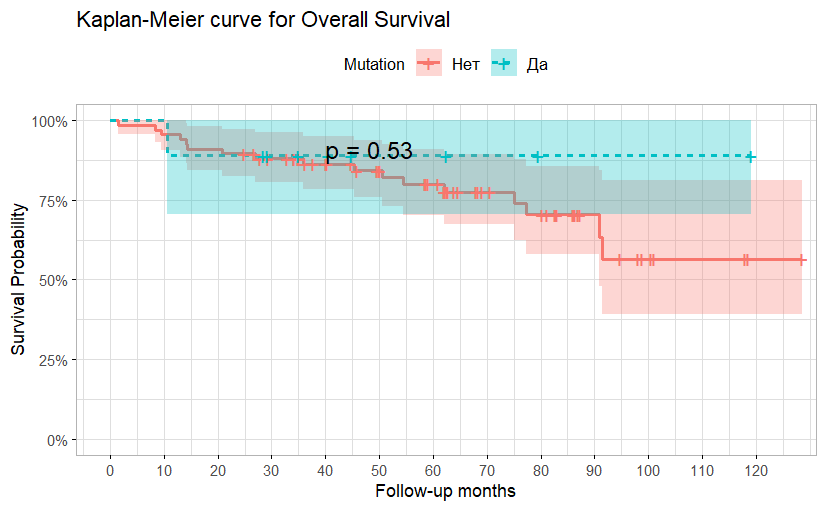 Kaplan-Meier curve for Overall Survival
Mutation Нет Да
100%
75%
50%
25%
0%
Survival Probability
p = 0.53
0 10 20 30 40 50 60 70 80 90 100 110 120
Follow-up months